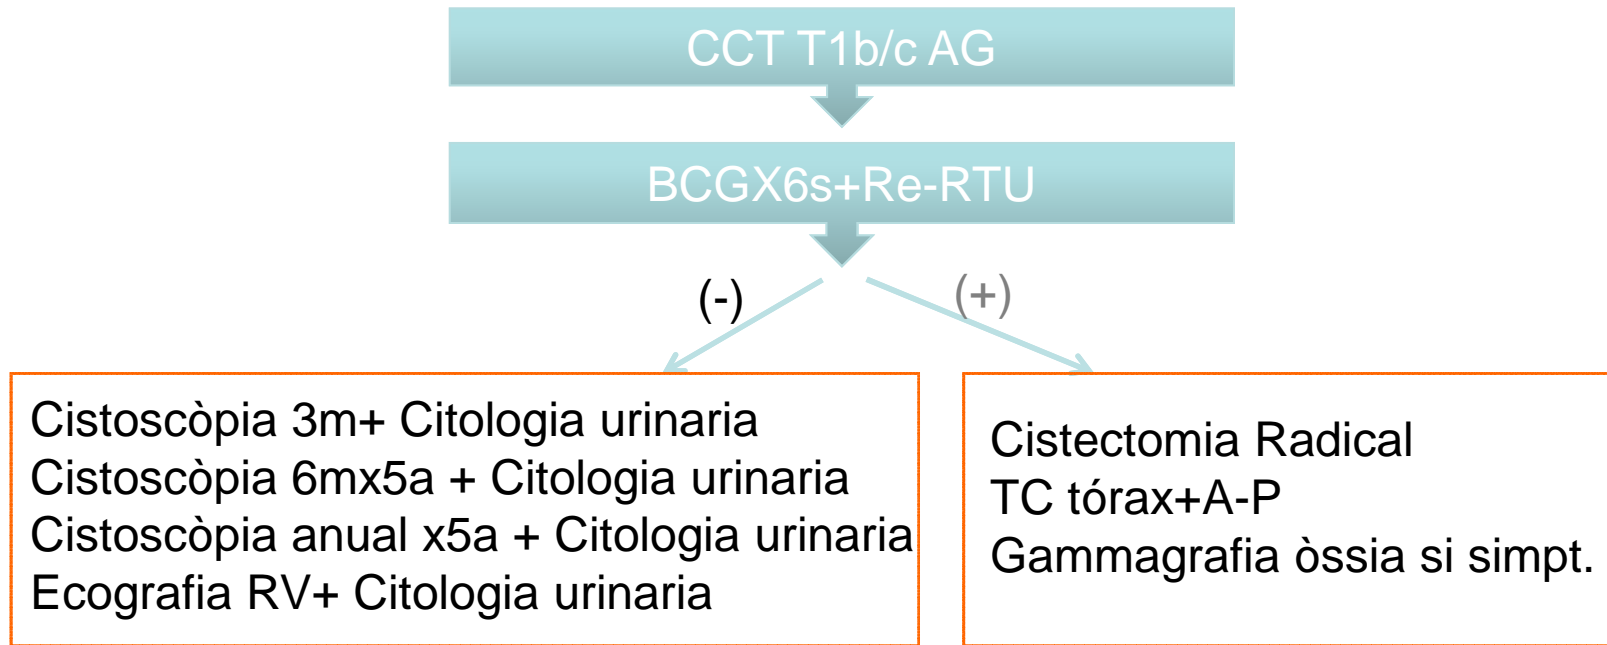 CCT T1b/c AG
BCGX6s+Re-RTU
(-)
(+)
Cistoscòpia 3m+ Citologia urinaria
Cistoscòpia 6mx5a + Citologia urinaria
Cistoscòpia anual x5a + Citologia urinaria
Ecografia RV+ Citologia urinaria
Cistectomia Radical
TC tórax+A-P
Gammagrafia òssia si simpt.